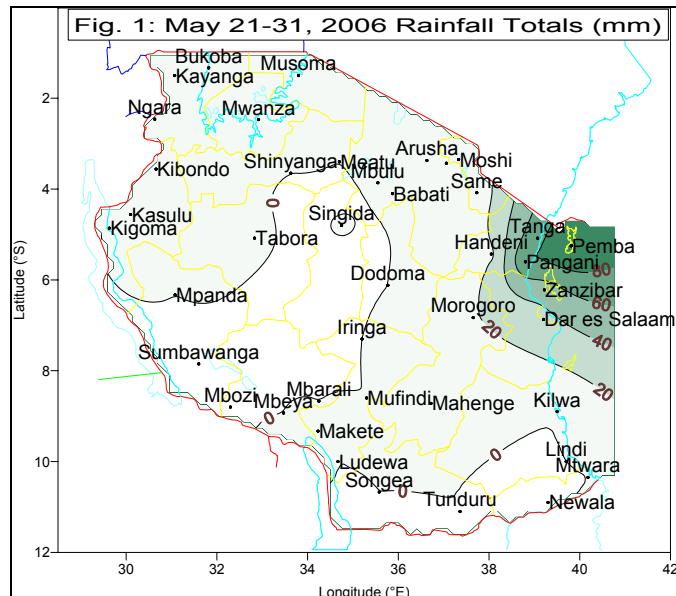 Fig. 1: May 21-31, 2006 Rainfall Totals (mm)
Bukoba
Kayanga
Musoma
2
Ngara
Mwanza
Arusha
Shinyanga
Meatu
Moshi
Kibondo
Mbulu
4
Babati
Same
0
Singida
Kasulu
Tanga
Kigoma
Tabora
Handeni
Pemba
Pangani
80
Dodoma
6
Mpanda
Zanzibar
60
Morogoro
20
Dar es Salaam
Iringa
40
Sumbawanga
8
20
Mbozi
Mbeya
Mbarali
Mufindi
Mahenge
Kilwa
0
Makete
Lindi
0
10
Ludewa
Mtwara
Songea
0
Tunduru
Newala
12
30
32
34
36
38
40
42
Latitude (°S)
Longitude (°E)